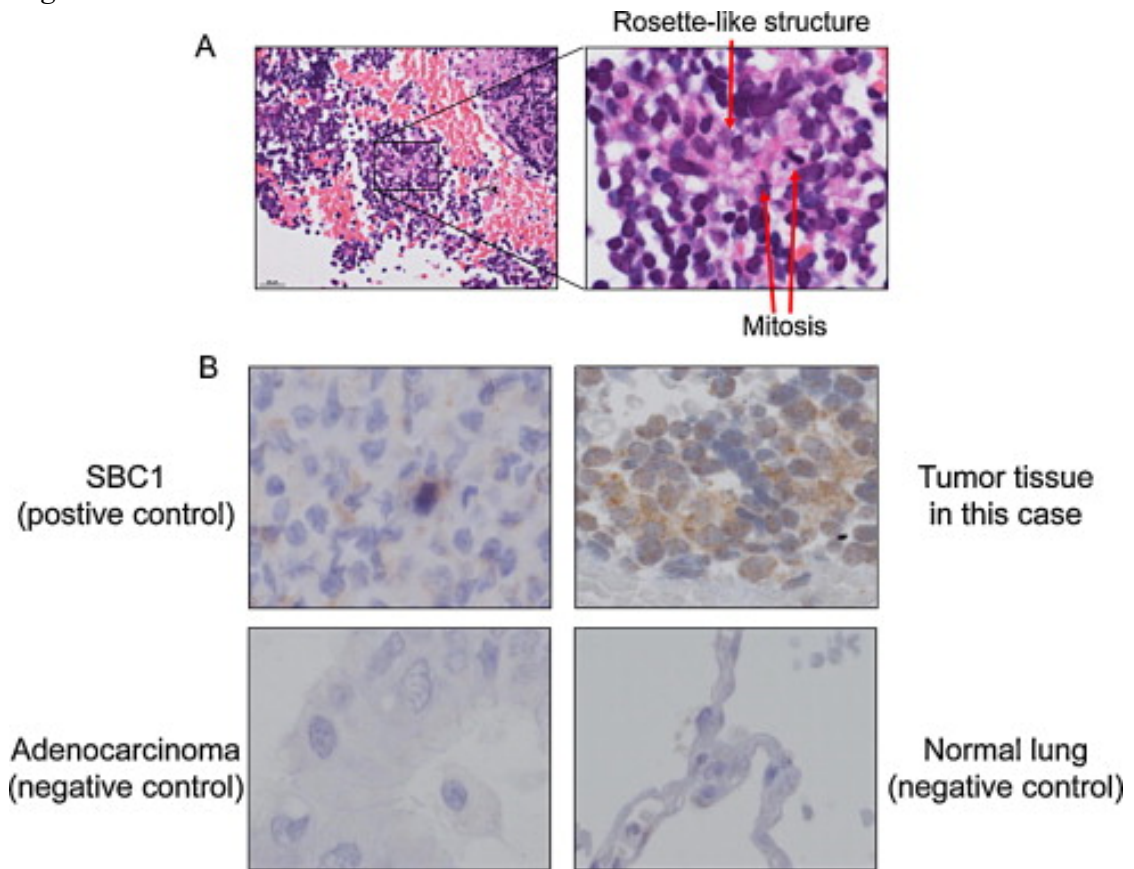 Rosette-like structure
A
Mitosis
B
SBC1
(postive control)
Tumor tissue
in this case
Adenocarcinoma
(negative control)
Normal lung
(negative control)